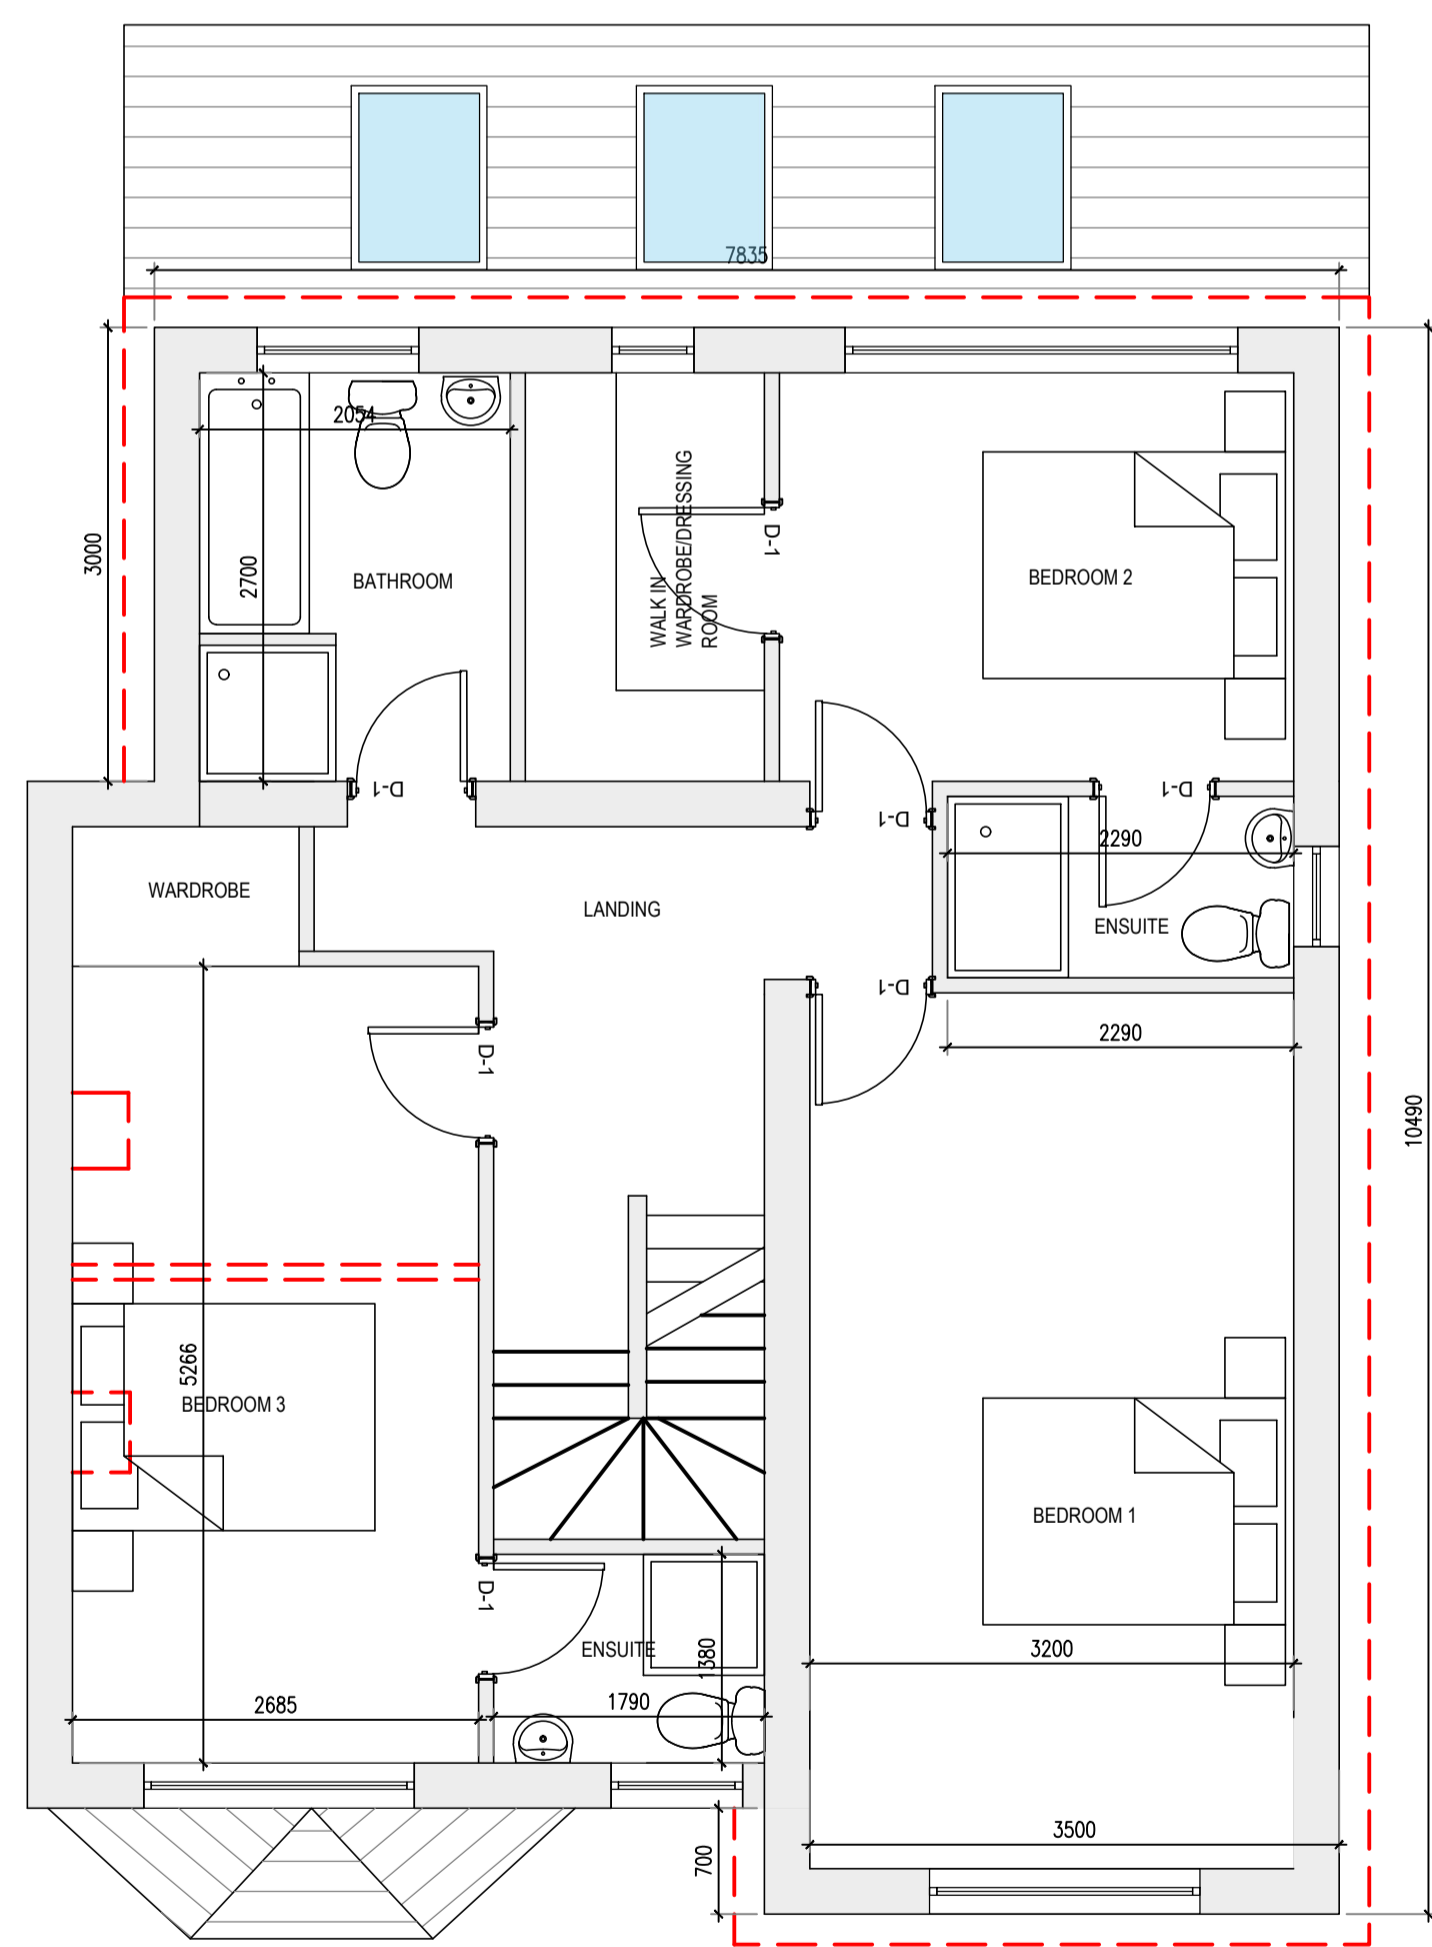 7835
2054
3000
2700
BATHROOM
WALK IN
WARDROBE/DRESSING
ROOM
D-1
BEDROOM 2
D-1
D-1
D-1
2290
WARDROBE
LANDING
ENSUITE
D-1
2290
D-1
10490
5266
BEDROOM 3
BEDROOM 1
D-1
ENSUITE
1380
3200
2685
1790
3500
700